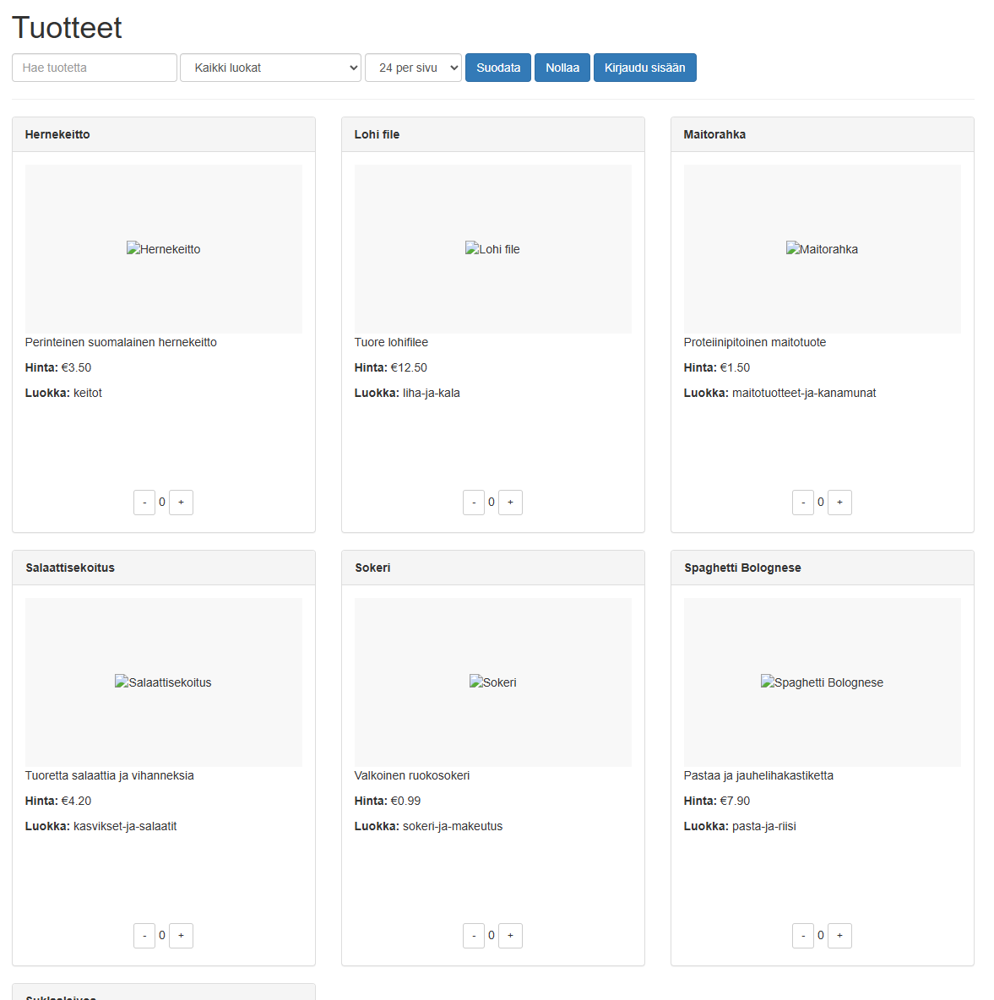 Tuotteet
Hae tuotetta Kaikki luokat 24 per sivu Suodata Nollaa Kirjaudu sisään
Hernekeitto
Hernekeitto
Perinteinen suomalainen hernekeitto
Hinta: €3.50
Luokka: keitot
- 0 +
Lohi file
Lohi file
Tuore lohifilee
Hinta: €12.50
Luokka: liha-ja-kala
- 0 +
Maitorahka
Maitorahka
Proteiinipitoinen maitotuote
Hinta: €1.50
Luokka: maitotuotteet-ja-kanamunat
- 0 +
Salaattisekoitus
Salaattisekoitus
Tuoretta salaattia ja vihanneksia
Hinta: €4.20
Luokka: kasvikset-ja-salaatit
- 0 +
Sokeri
Sokeri
Valkoinen ruokosokeri
Hinta: €0.99
Luokka: sokeri-ja-makeutus
- 0 +
Spaghetti Bolognese
Spaghetti Bolognese
Pastaa ja jauhelihakastiketta
Hinta: €7.90
Luokka: pasta-ja-riisi
- 0 +